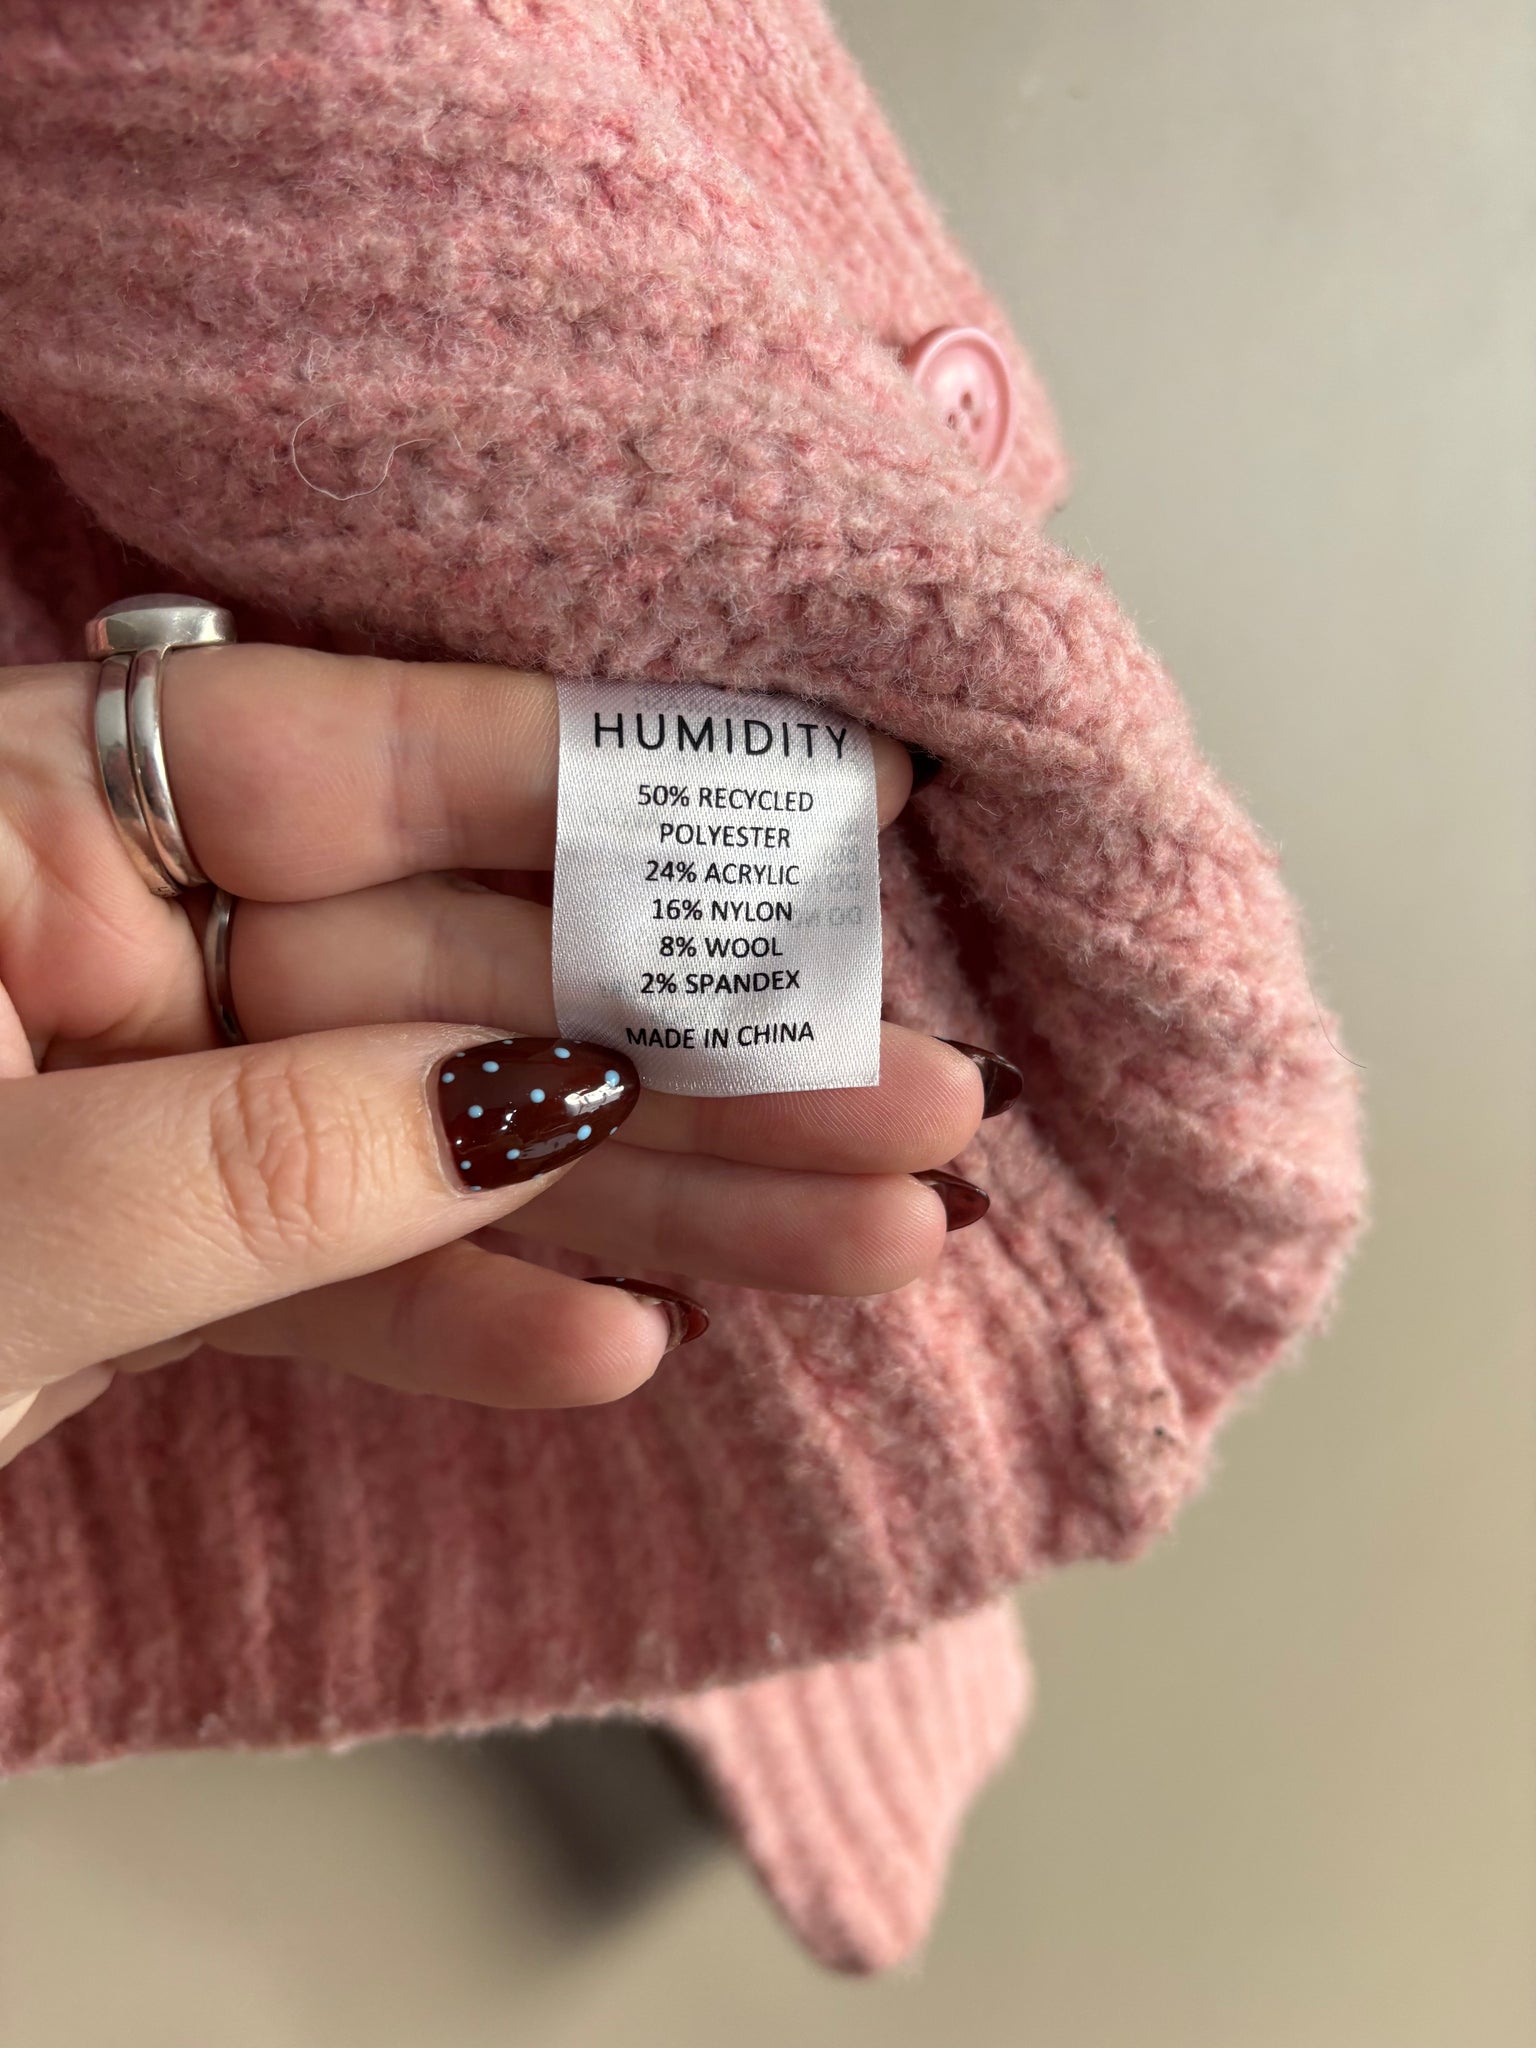 HUMIDITY
50% RECYCLED
POLYESTER
24% ACRYLIC
16% NYLON
8% WOOL
2% SPANDEX
MADE IN CHINA